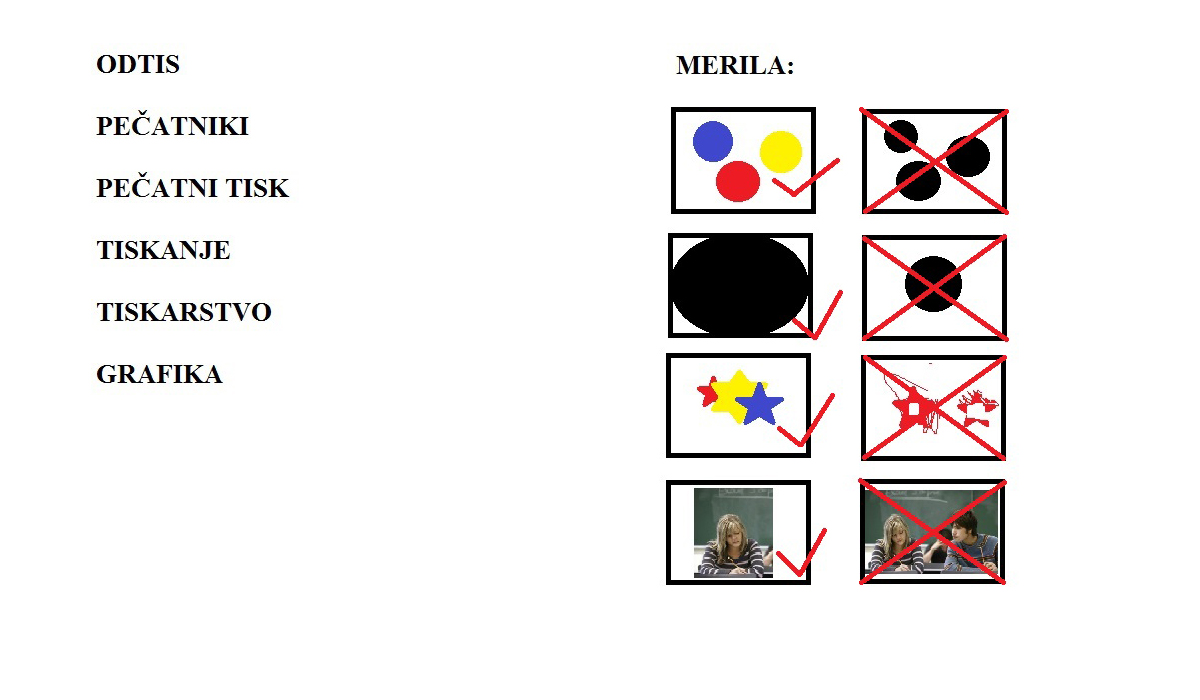 ODTIS
PEČATNIKI
PEČATNI TISK
TISKANJE
TISKARSTVO
GRAFIKA
MERILA: